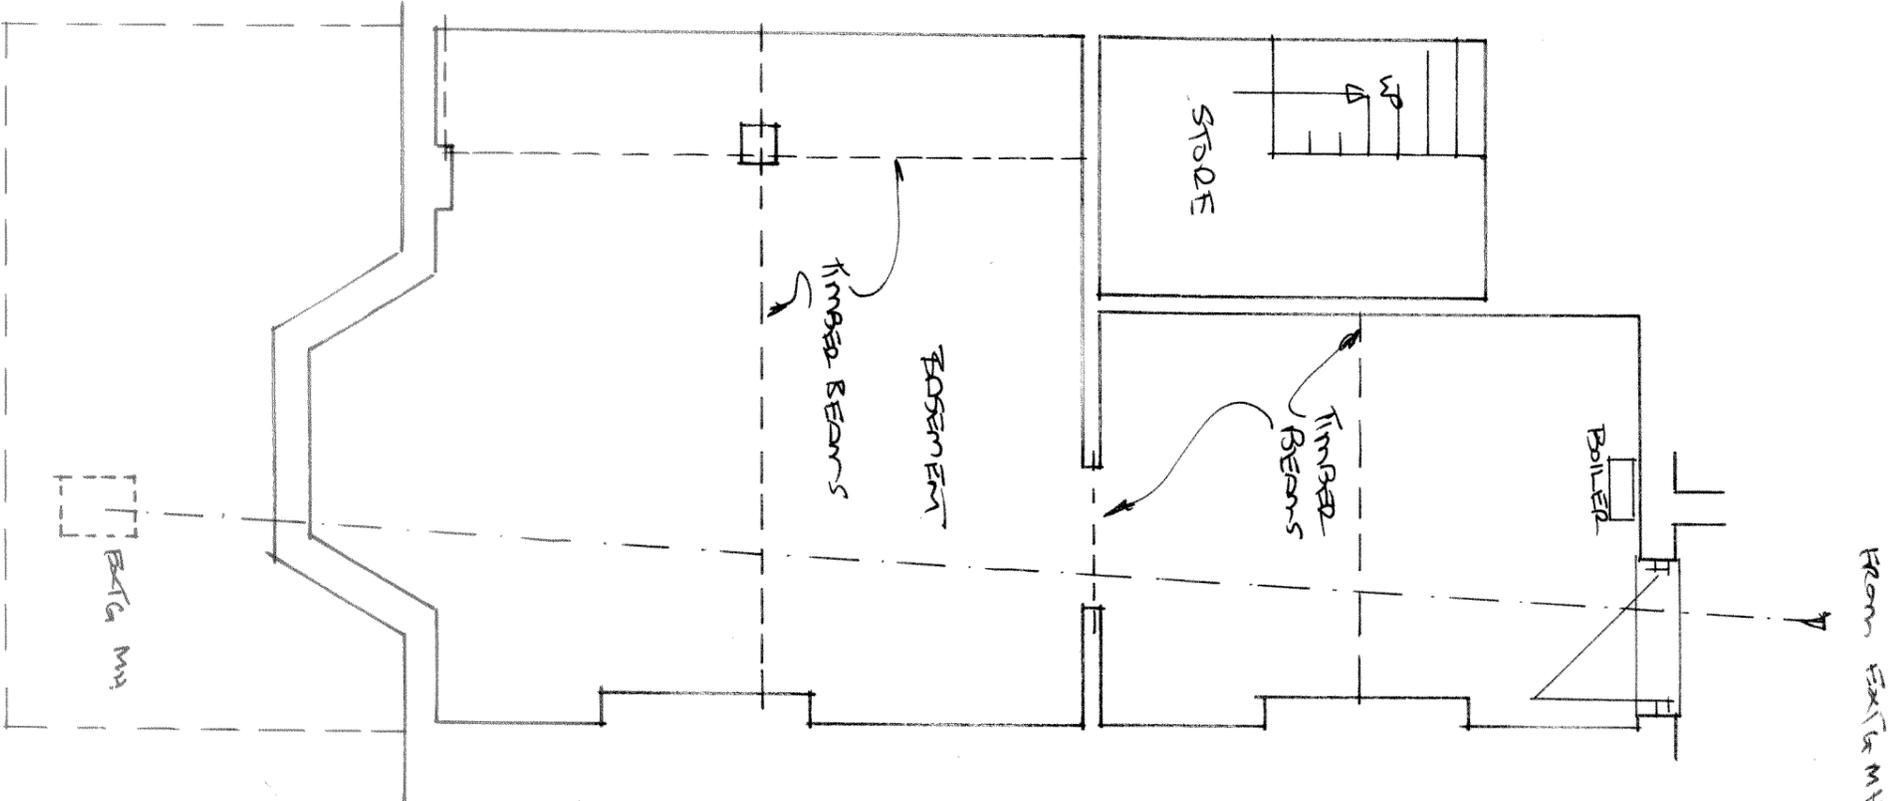 FROM EXTG MH
BOILER
UP
TIMBER
BEAMS
STORE
BASEMENT
TIMBER BEAMS
EXTG MH.